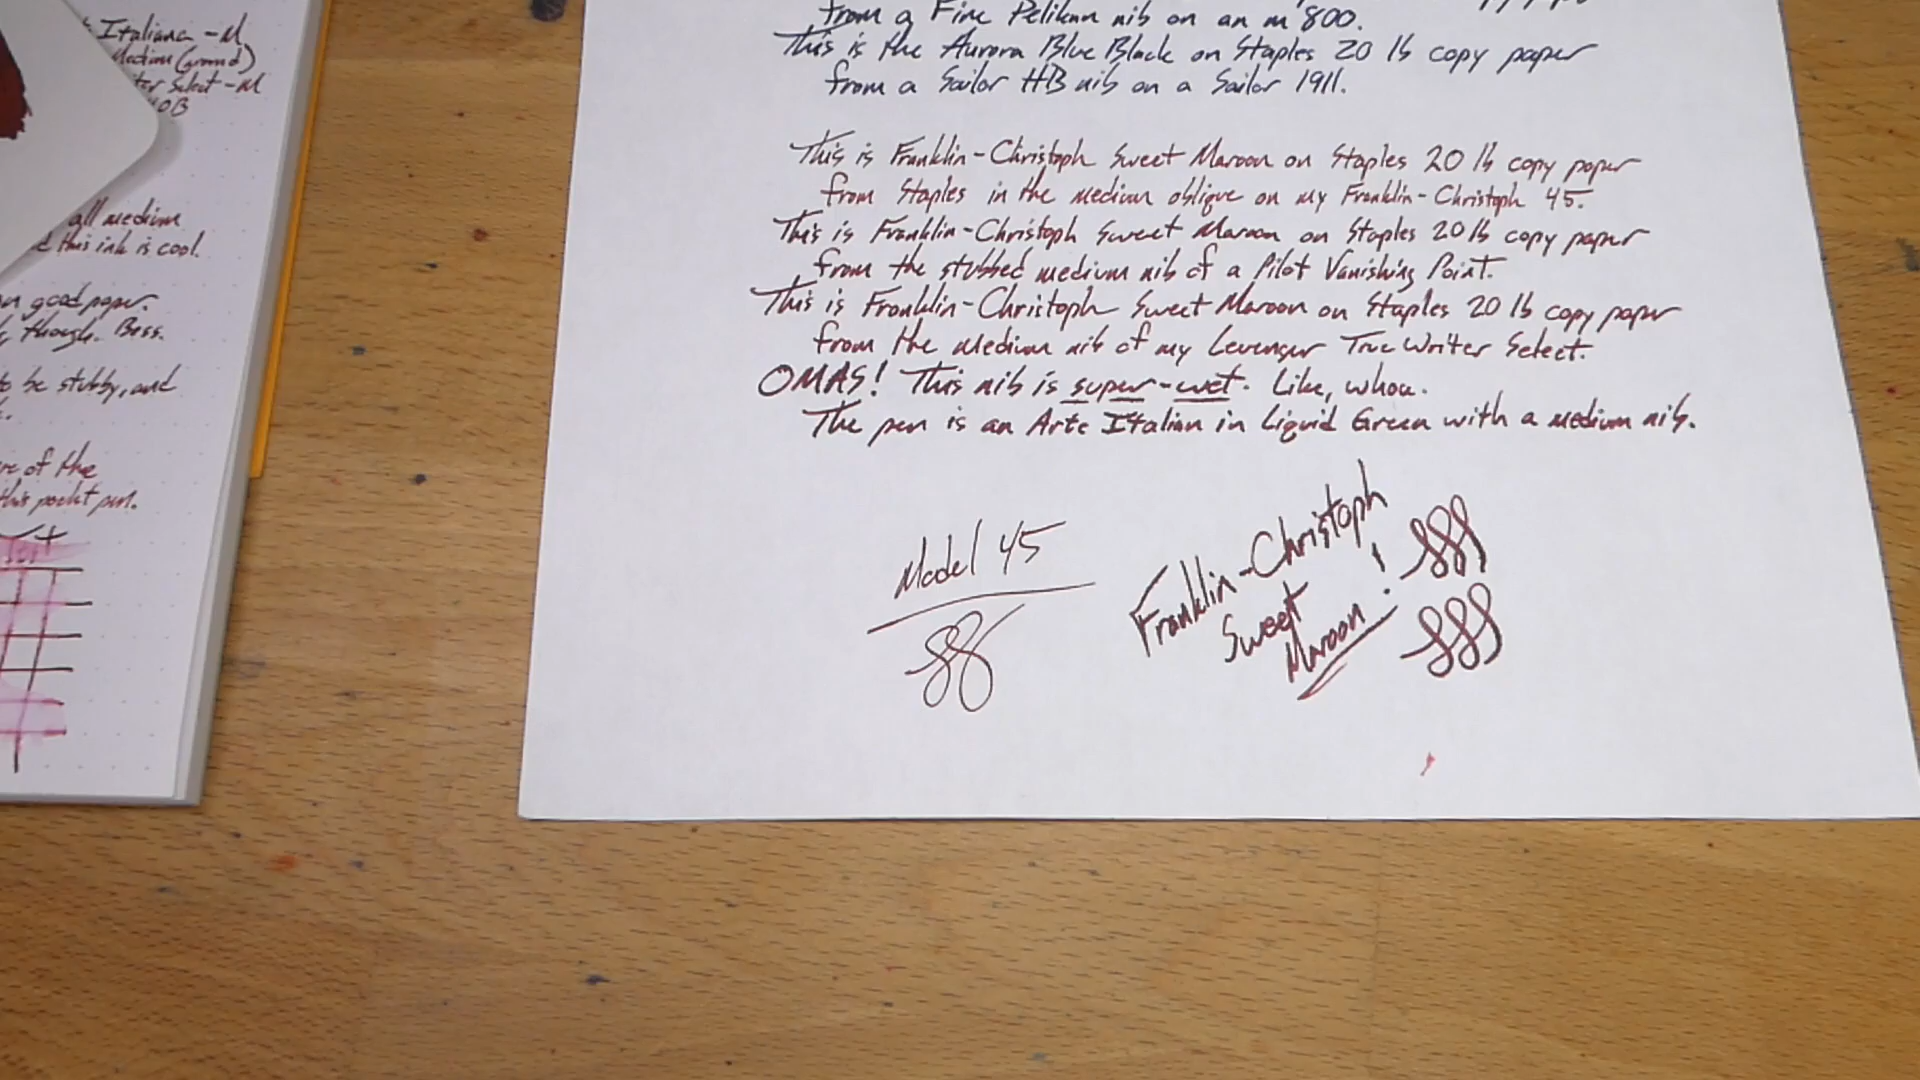 Italiana -M
Medium (ground)
Select -M
OB
all medium
this ink is cool.
good paper.
though. Bess.
to be stubby, and
of the
this pocket pen.
from a Fine Pelikan nib on an m800.
This is the Aurora Blue Black on Staples 20 lb copy paper
from a Sailor HB nib on a Sailor 1911.
This is Franklin-Christoph Sweet Maroon on Staples 20 lb copy paper
from Staples in the medium oblique on my Franklin-Christoph 45.
This is Franklin-Christoph Sweet Maroon on Staples 20 lb copy paper
from the stubbed medium nib of a Pilot Vanishing Point.
This is Franklin-Christoph Sweet Maroon on Staples 20 lb copy paper
from the medium nib of my Levenger True Writer Select.
OMAS! This nib is super-wet. Like, whoa.
The pen is an Arte Italian in Liquid Green with a medium nib.
Model 45
Franklin-Christoph
Sweet
Maroon!